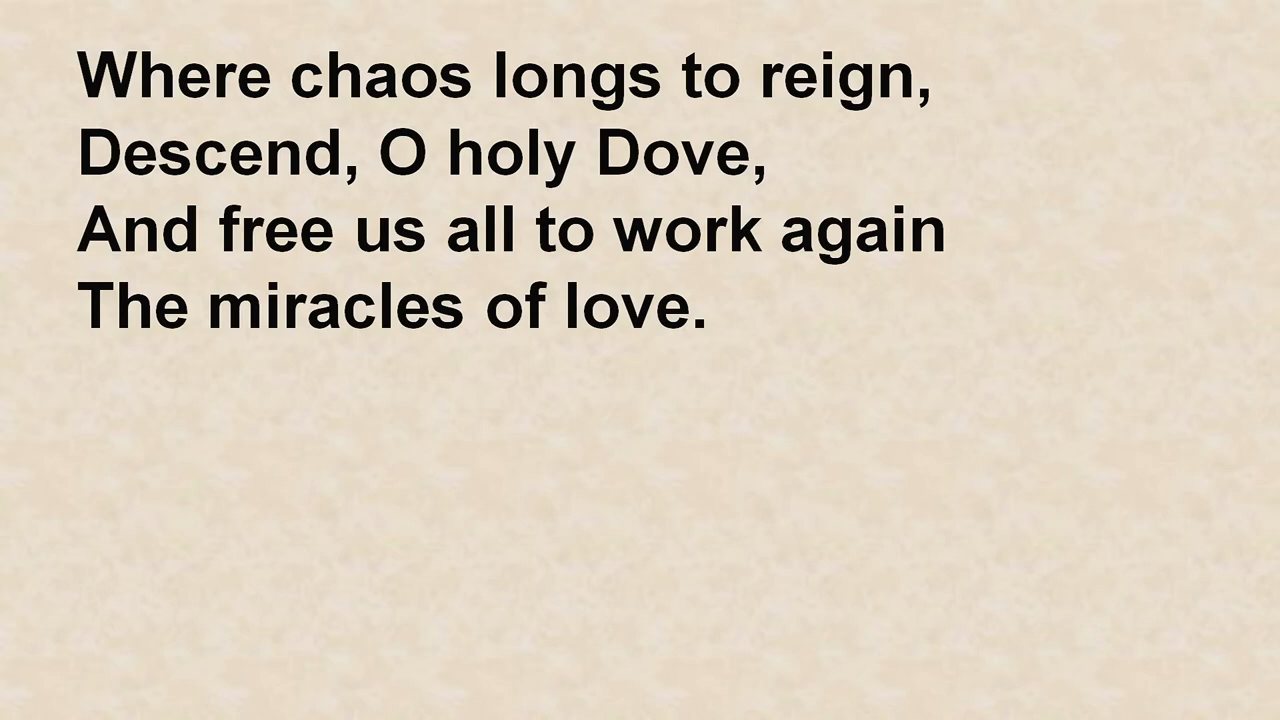 Where chaos longs to reign,
Descend, O holy Dove,
And free us all to work again
The miracles of love.